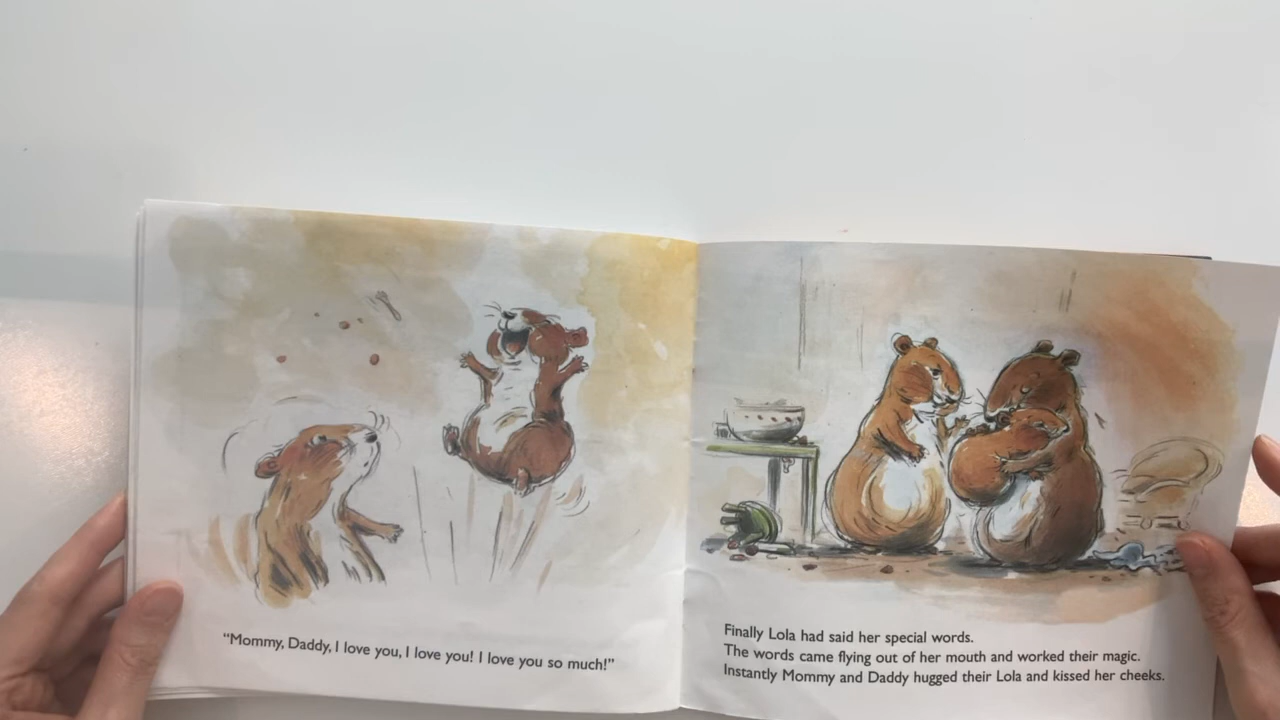 “Mommy, Daddy, I love you, I love you! I love you so much!”
Finally Lola had said her special words.
The words came flying out of her mouth and worked their magic.
Instantly Mommy and Daddy hugged their Lola and kissed her cheeks.